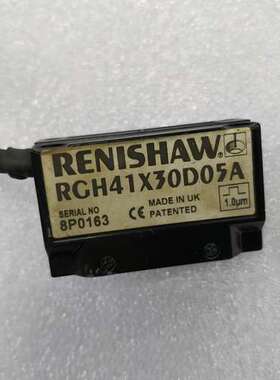 RENISHAW®
RGH41X30D05A
SERIAL NO
8P0163
CE
MADE IN UK
PATENTED
1.0µm